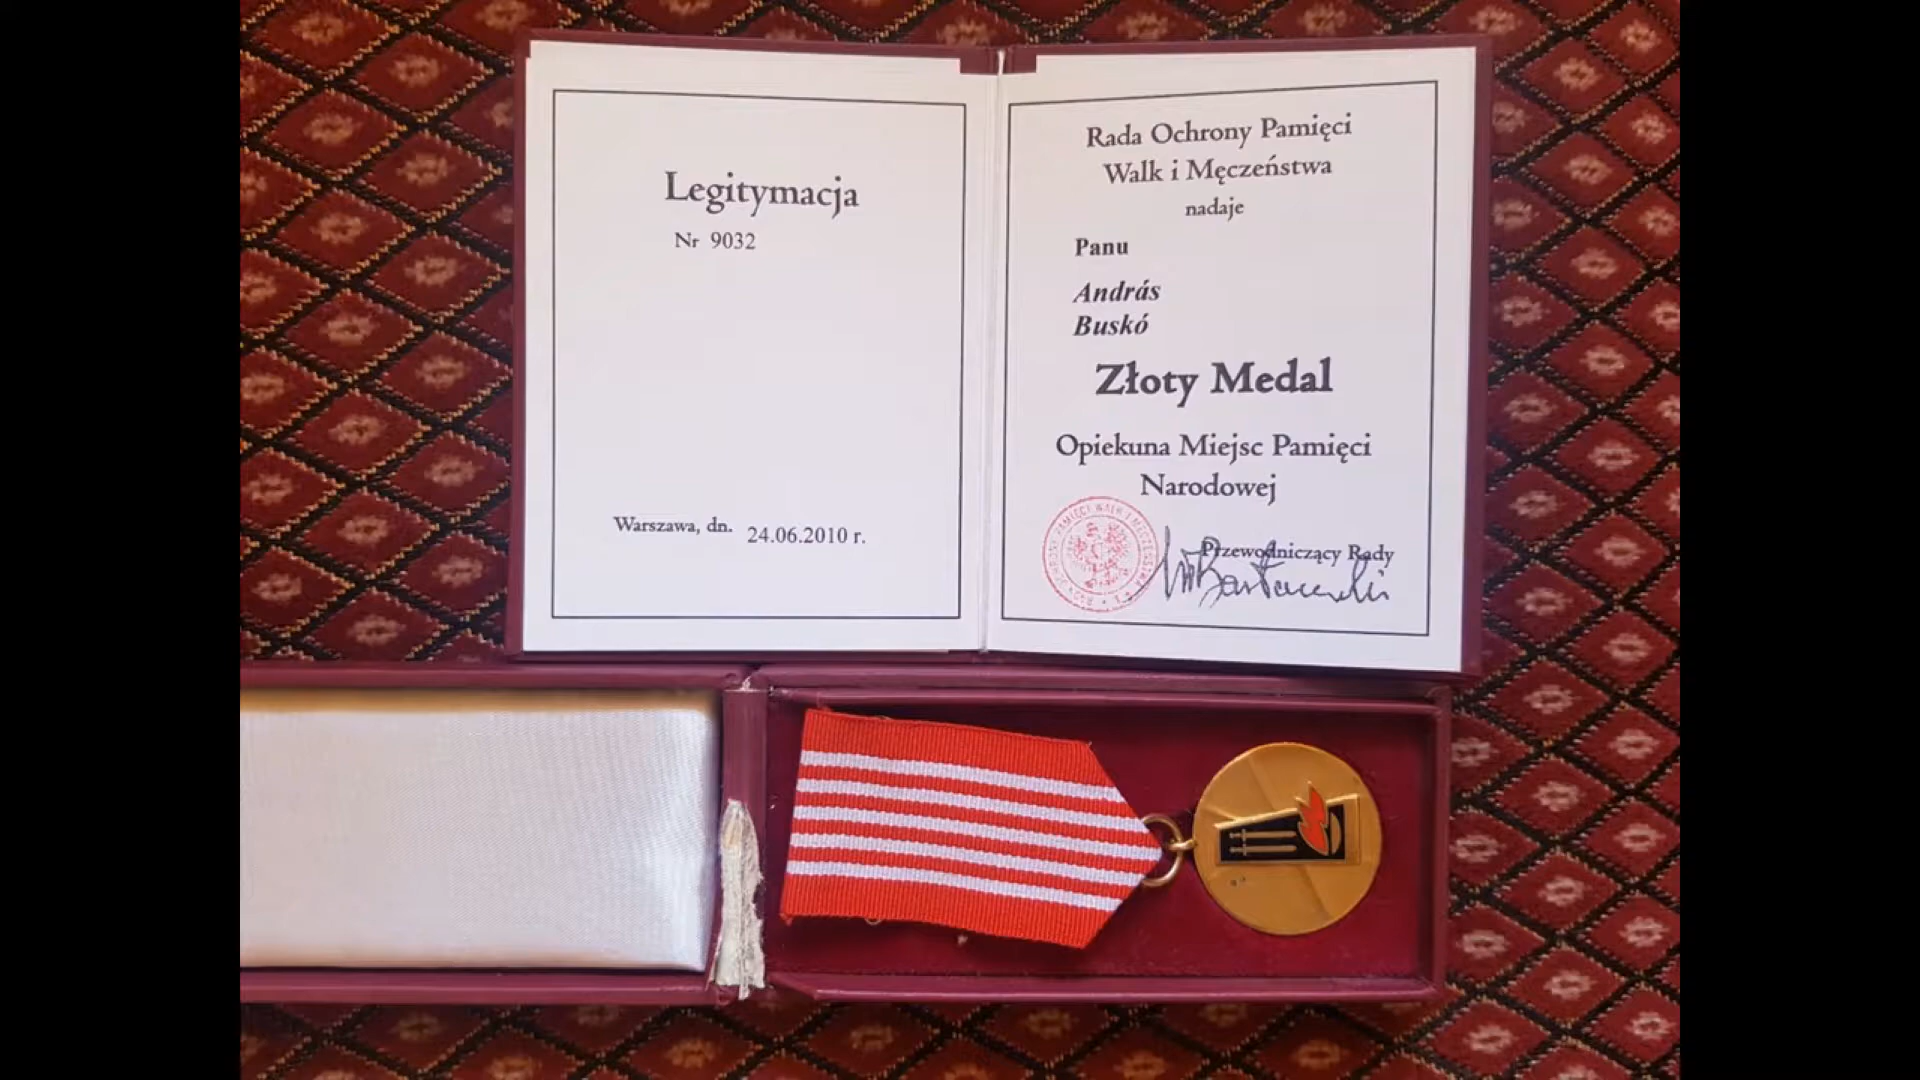 Legitymacja
Nr 9032
Warszawa, dn. 24.06.2010 r.
Rada Ochrony Pamięci
Walk i Męczeństwa
nadaje
Panu
András
Buskó
Złoty Medal
Opiekuna Miejsc Pamięci
Narodowej
Przewodniczący Rady